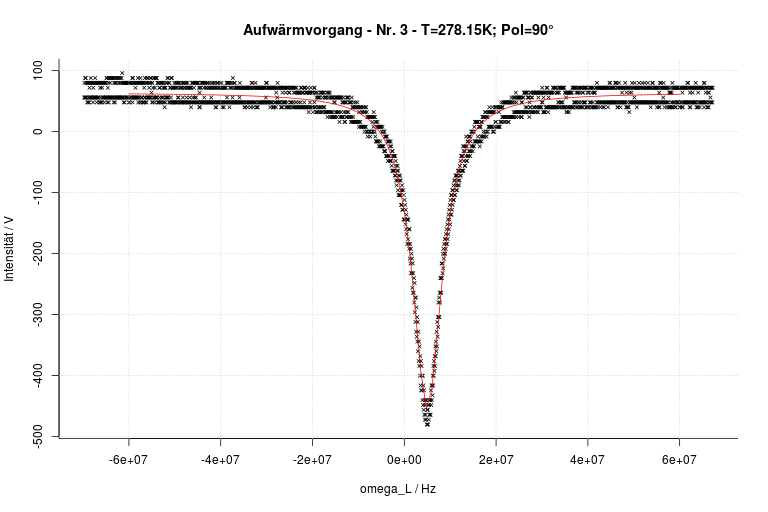 Aufwärmvorgang - Nr. 3 - T=278.15K; Pol=90°
Intensität / V
100
0
-100
-200
-300
-400
-500
-6e+07 -4e+07 -2e+07 0e+00 2e+07 4e+07 6e+07
omega_L / Hz